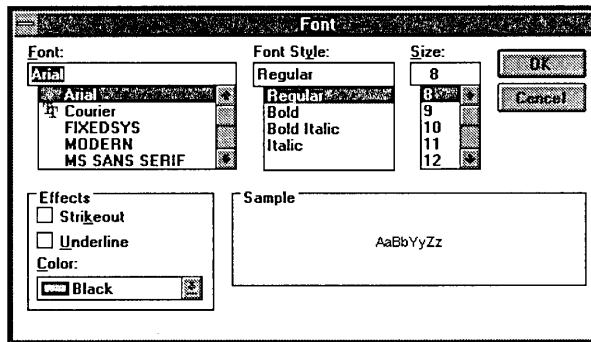 Font
Font:
Arial
Arial
Courier
FIXEDSYS
MODERN
MS SANS SERIF
Font Style:
Regular
Regular
Bold
Bold Italic
Italic
Size:
8
8
9
10
11
12
OK
Cancel
Effects
Strikeout
Underline
Color:
Black
Sample
AaBbYyZz